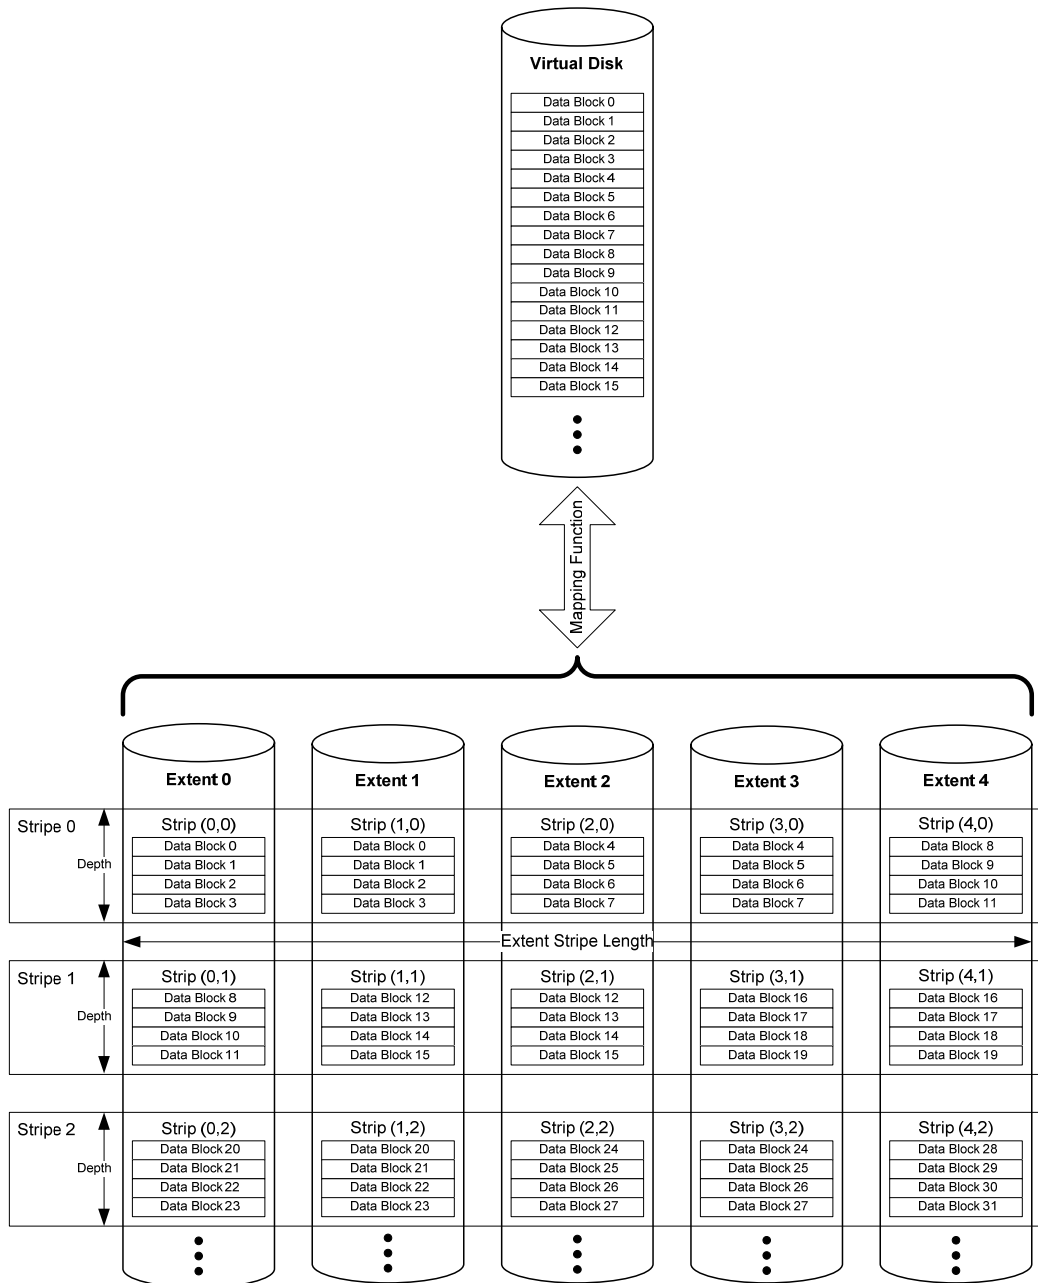 Virtual Disk
Data Block 0
Data Block 1
Data Block 2
Data Block 3
Data Block 4
Data Block 5
Data Block 6
Data Block 7
Data Block 8
Data Block 9
Data Block 10
Data Block 11
Data Block 12
Data Block 13
Data Block 14
Data Block 15
Mapping Function
Extent 0 Extent 1 Extent 2 Extent 3 Extent 4
Stripe 0 Strip (0,0) Strip (1,0) Strip (2,0) Strip (3,0) Strip (4,0)
Data Block 0 Data Block 0 Data Block 4 Data Block 4 Data Block 8
Depth Data Block 1 Data Block 1 Data Block 5 Data Block 5 Data Block 9
Data Block 2 Data Block 2 Data Block 6 Data Block 6 Data Block 10
Data Block 3 Data Block 3 Data Block 7 Data Block 7 Data Block 11
Extent Stripe Length
Stripe 1 Strip (0,1) Strip (1,1) Strip (2,1) Strip (3,1) Strip (4,1)
Data Block 8 Data Block 12 Data Block 12 Data Block 16 Data Block 16
Depth Data Block 9 Data Block 13 Data Block 13 Data Block 17 Data Block 17
Data Block 10 Data Block 14 Data Block 14 Data Block 18 Data Block 18
Data Block 11 Data Block 15 Data Block 15 Data Block 19 Data Block 19
Stripe 2 Strip (0,2) Strip (1,2) Strip (2,2) Strip (3,2) Strip (4,2)
Data Block 20 Data Block 20 Data Block 24 Data Block 24 Data Block 28
Depth Data Block 21 Data Block 21 Data Block 25 Data Block 25 Data Block 29
Data Block 22 Data Block 22 Data Block 26 Data Block 26 Data Block 30
Data Block 23 Data Block 23 Data Block 27 Data Block 27 Data Block 31